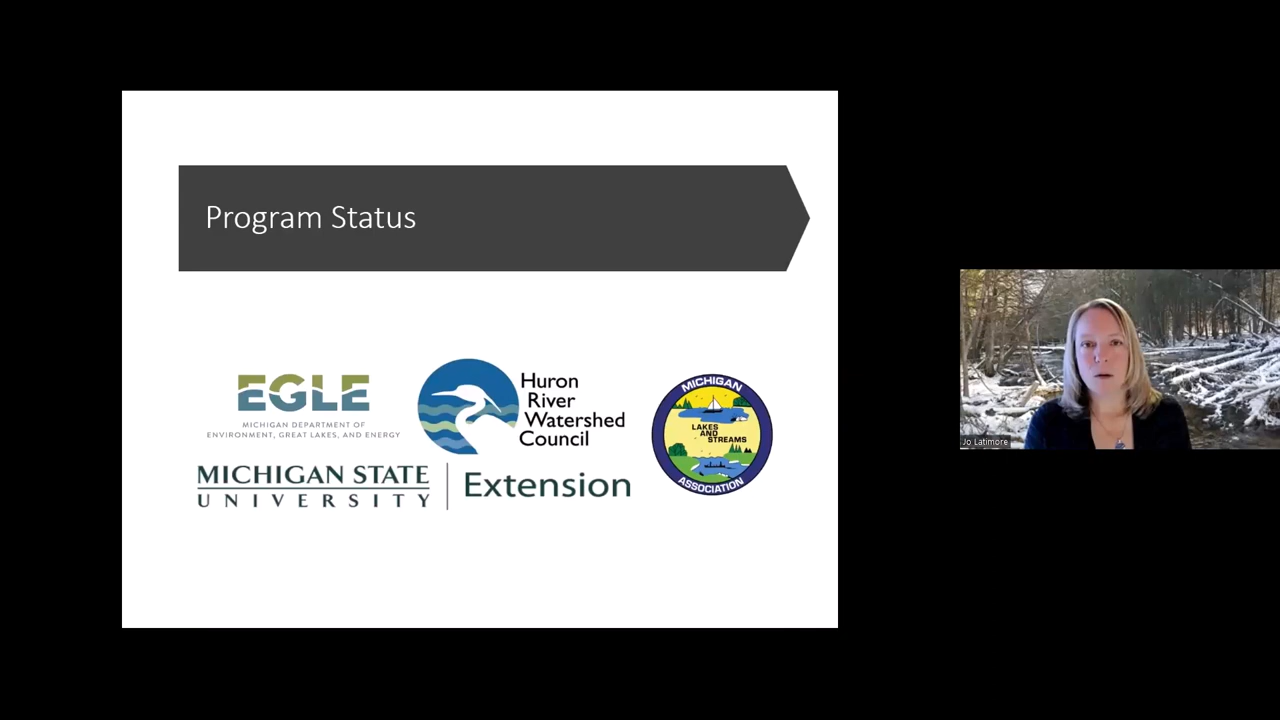 Program Status
EGLE
MICHIGAN DEPARTMENT OF
ENVIRONMENT, GREAT LAKES, AND ENERGY
Huron
River
Watershed
Council
MICHIGAN
LAKES
AND
STREAMS
ASSOCIATION
MICHIGAN STATE
UNIVERSITY
Extension
Jo Latimore